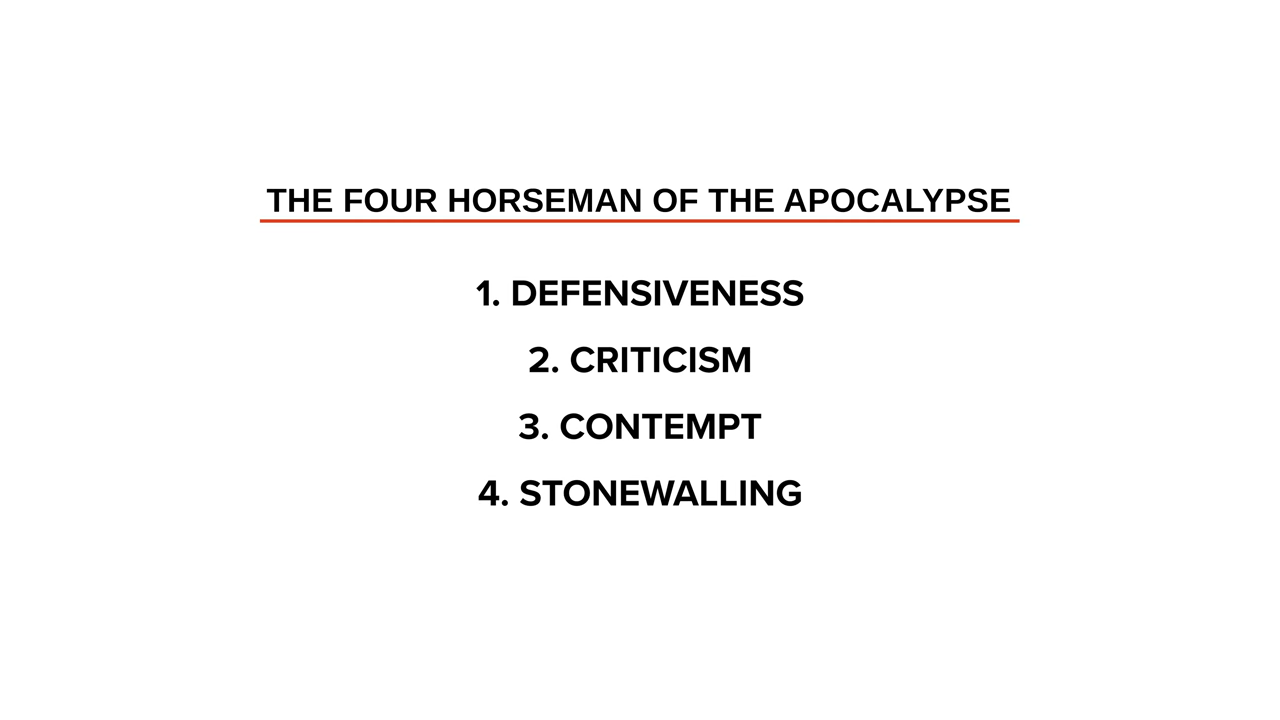 THE FOUR HORSEMAN OF THE APOCALYPSE
1. DEFENSIVENESS
2. CRITICISM
3. CONTEMPT
4. STONEWALLING